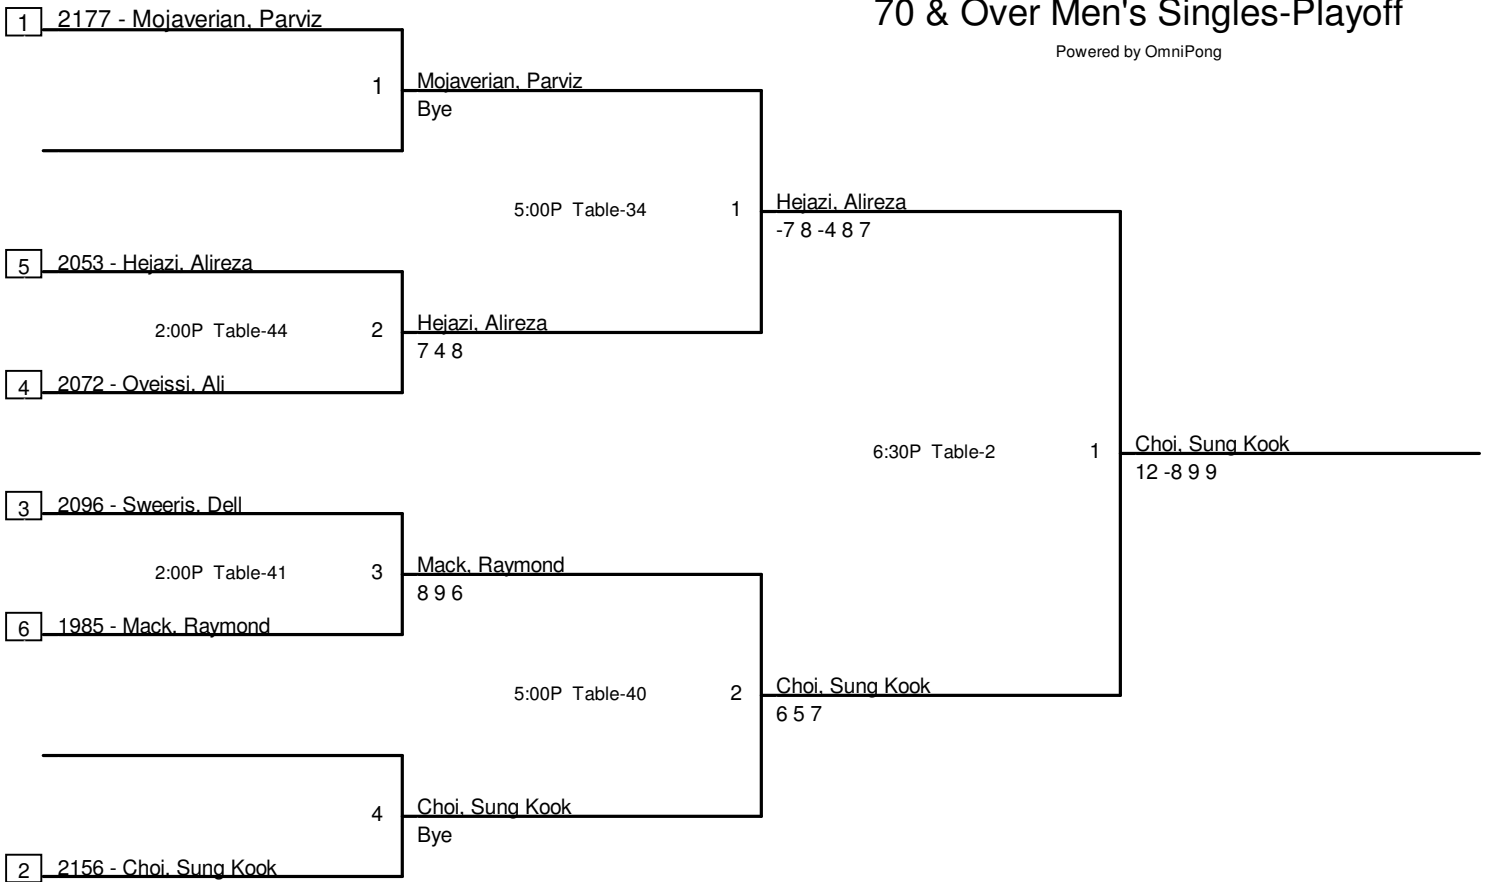 70 & Over Men's Singles-Playoff
Powered by OmniPong
1 2177 - Mojaverian, Parviz
1 Mojaverian, Parviz
Bye
5:00P Table-34 1 Hejazi, Alireza
-7 8 -4 8 7
5 2053 - Hejazi, Alireza
2:00P Table-44 2 Hejazi, Alireza
7 4 8
4 2072 - Oveissi, Ali
6:30P Table-2 1 Choi, Sung Kook
12 -8 9 9
3 2096 - Sweeris, Dell
2:00P Table-41 3 Mack, Raymond
8 9 6
6 1985 - Mack, Raymond
5:00P Table-40 2 Choi, Sung Kook
6 5 7
4 Choi, Sung Kook
Bye
2 2156 - Choi, Sung Kook